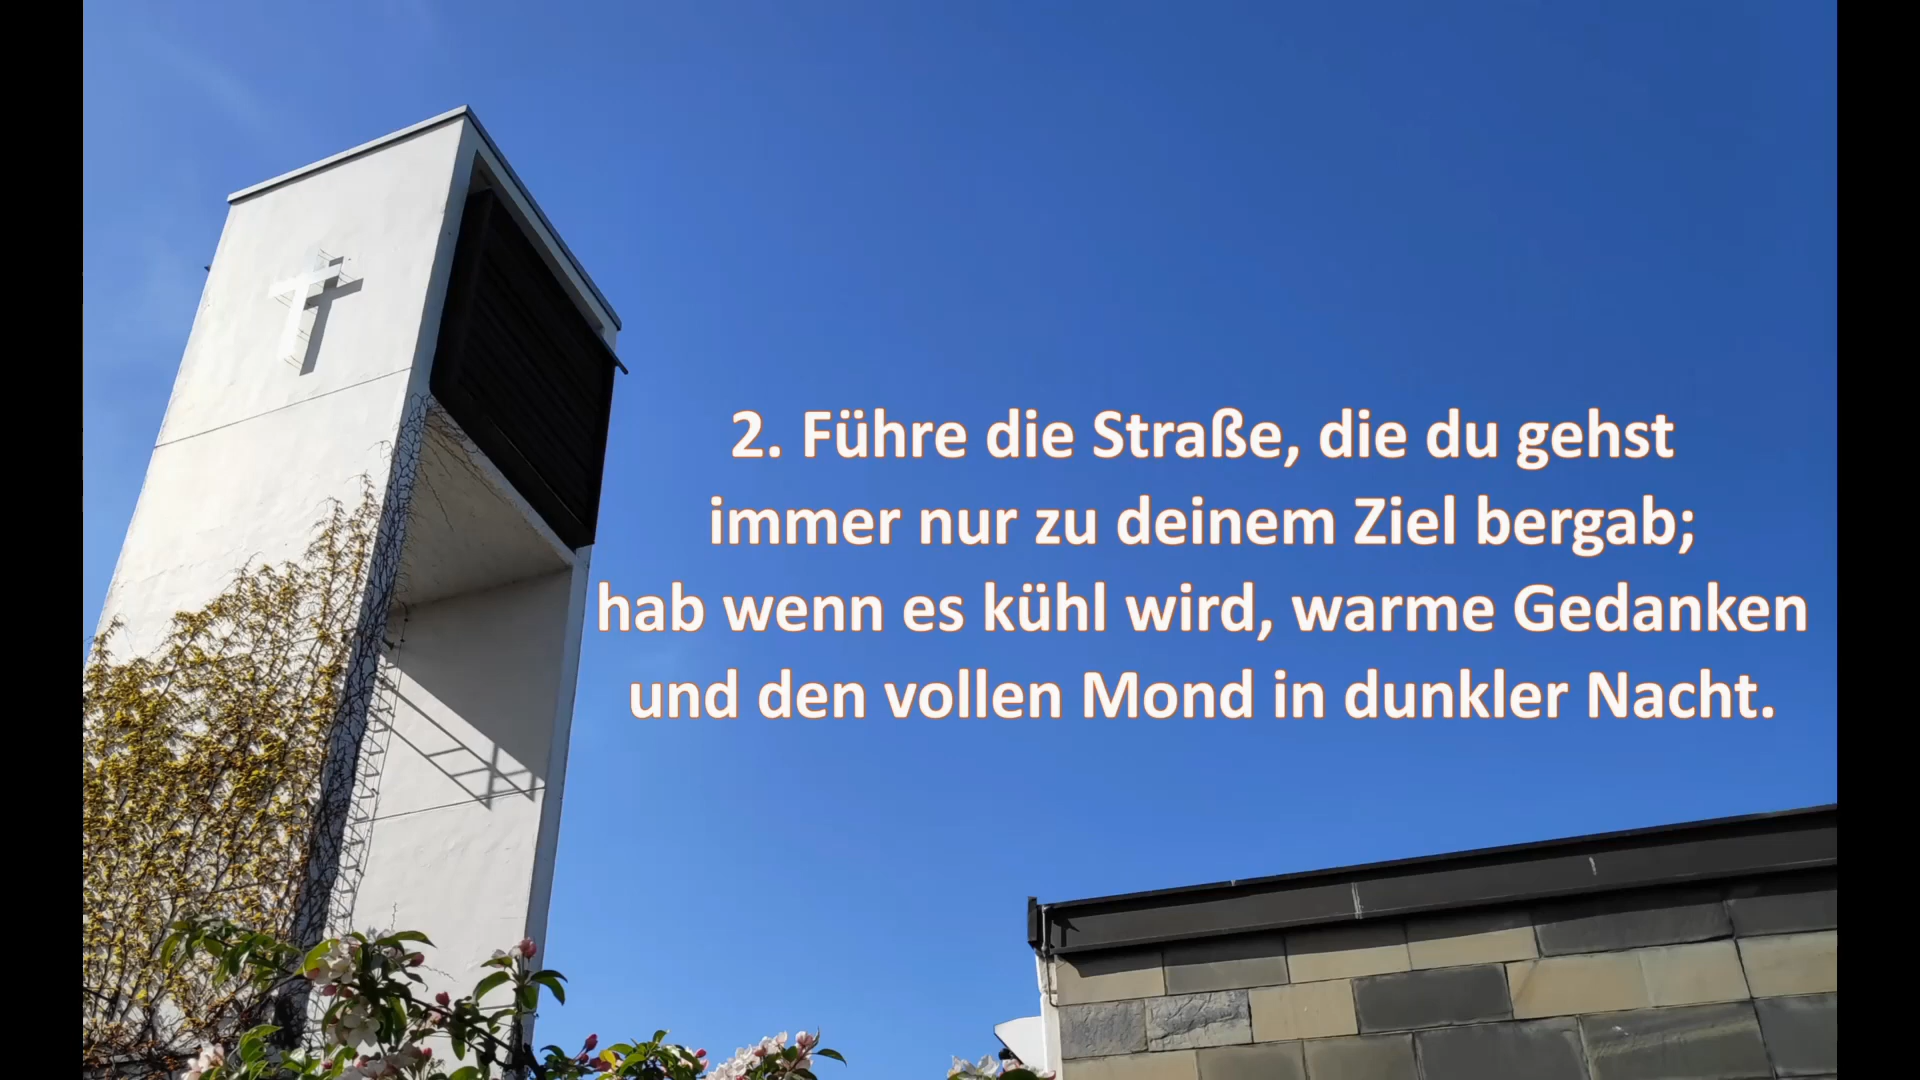 2. Führe die Straße, die du gehst
immer nur zu deinem Ziel bergab;
hab wenn es kühl wird, warme Gedanken
und den vollen Mond in dunkler Nacht.